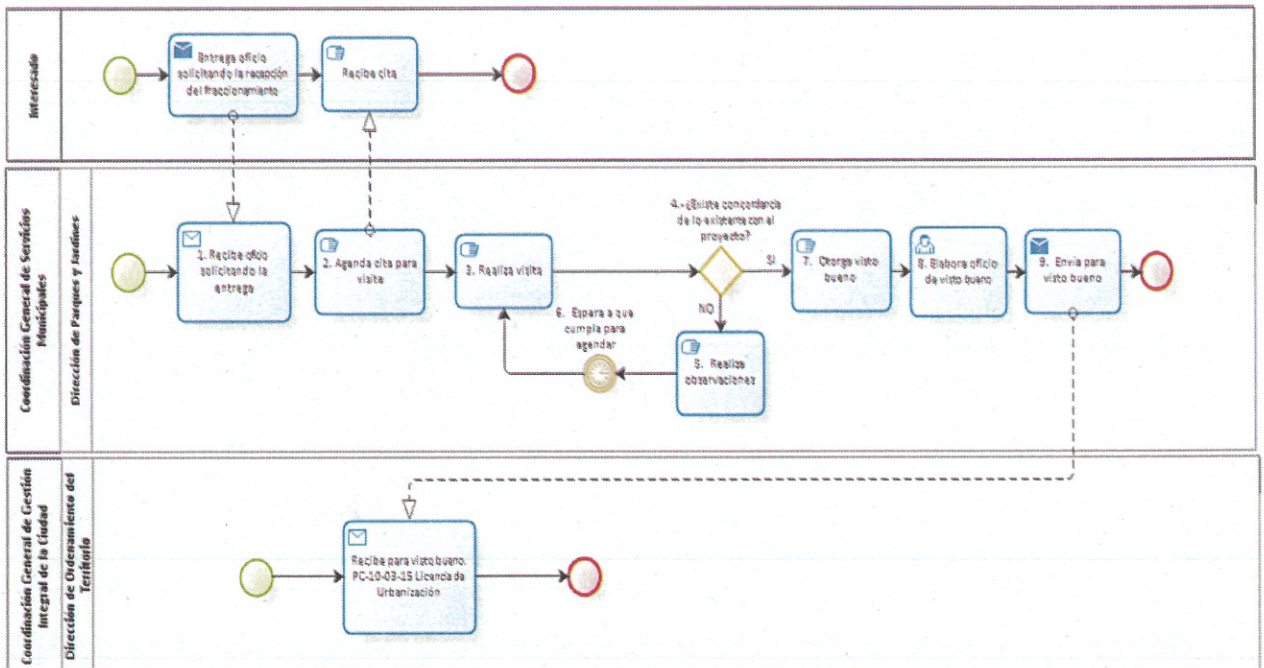 Interesado
Entrega oficio
solicitando la recepción
del fraccionamiento
Recibe cita
Coordinación General de Servicios
Municipales
Dirección de Parques y Jardines
1. Recibe oficio
solicitando la
entrega
2. Agenda cita para
visita
3. Realiza visita
4.- ¿Existe concordancia
de lo existente con el
proyecto?
SI
NO
5. Realiza
observaciones
6. Espera a que
cumpla para
agendar
7. Otorga visto
bueno
8. Elabora oficio
de visto bueno
9. Envía para
visto bueno
Coordinación General de Gestión
Integral de la Ciudad
Dirección de Ordenamiento del
Territorio
Recibe para visto bueno.
PC-10-03-15 Licencia de
Urbanización